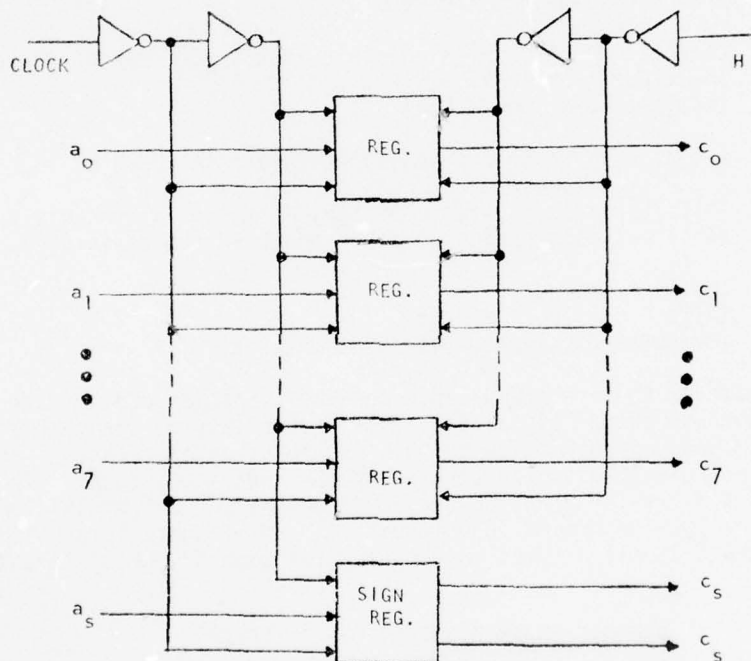 CLOCK
H
a₀
REG.
c₀
a₁
REG.
c₁
a₇
REG.
c₇
aₛ
SIGN
REG.
cₛ
cₛ